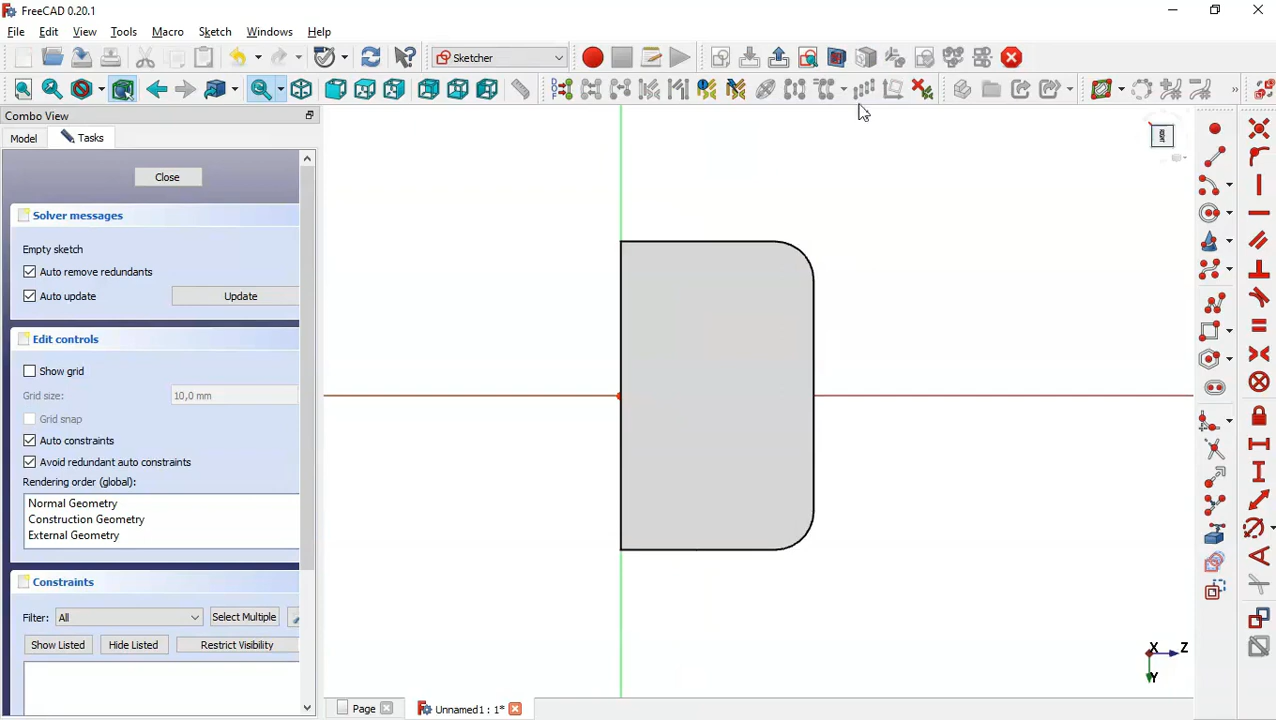 FreeCAD 0.20.1
File Edit View Tools Macro Sketch Windows Help
Sketcher
Combo View
Model Tasks
Close
Solver messages
Empty sketch
Auto remove redundants
Auto update Update
Edit controls
Show grid
Grid size: 10,0 mm
Grid snap
Auto constraints
Avoid redundant auto constraints
Rendering order (global):
Normal Geometry
Construction Geometry
External Geometry
Constraints
Filter: All Select Multiple
Show Listed Hide Listed Restrict Visibility
RIGHT
X Z
Y
Page Unnamed1 : 1*